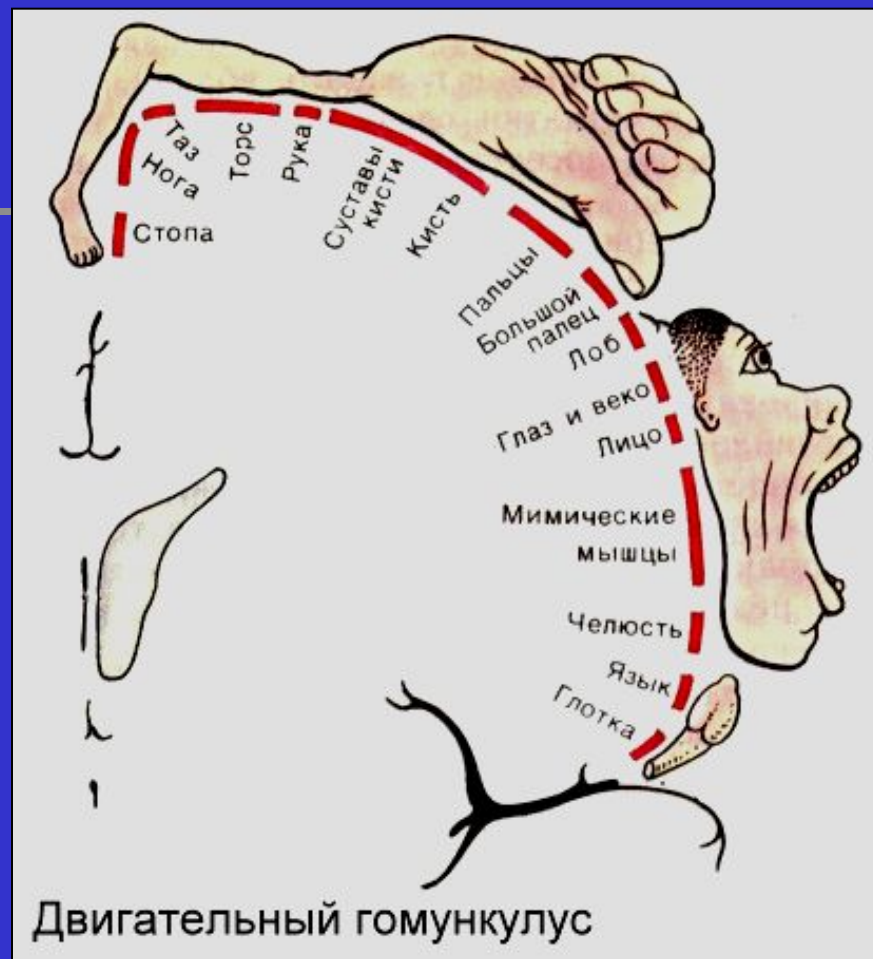 Стопа
Нога
Таз
Торс
Рука
Суставы
кисти
Кисть
Пальцы
Большой
палец
Лоб
Глаз и веко
Лицо
Мимические
мышцы
Челюсть
Язык
Глотка
Двигательный гомункулус